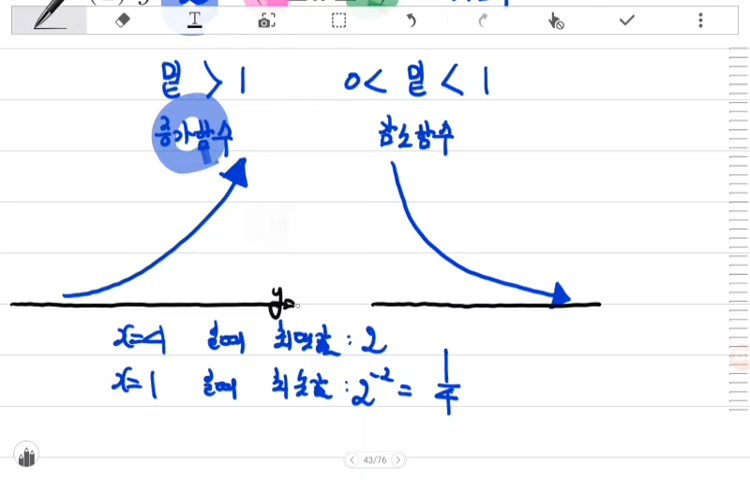 밑 > 1
0 < 밑 < 1
증가함수
감소함수
x=4 일때 최댓값 : 2
x=1 일때 최솟값 : 2⁻² = 1/4
43/76